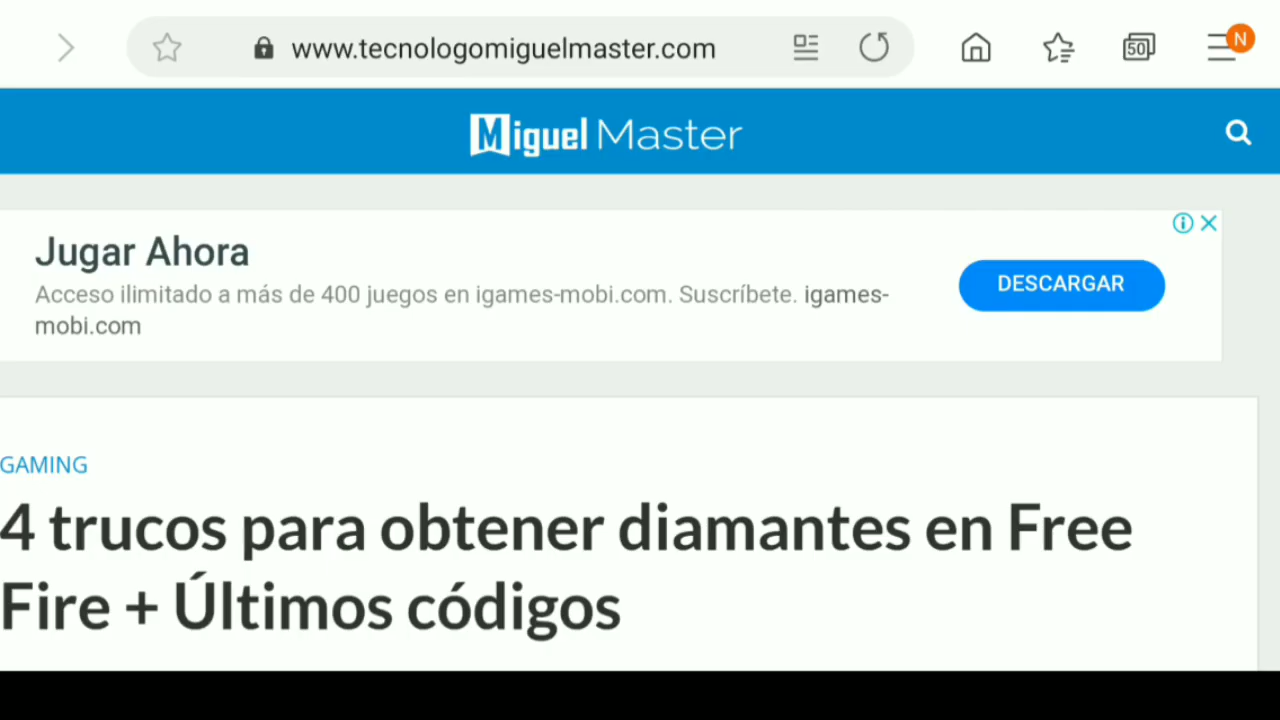 www.tecnologomiguelmaster.com
50
N
Miguel Master
Jugar Ahora
Acceso ilimitado a más de 400 juegos en igames-mobi.com. Suscríbete. igames-
mobi.com
DESCARGAR
GAMING
4 trucos para obtener diamantes en Free
Fire + Últimos códigos